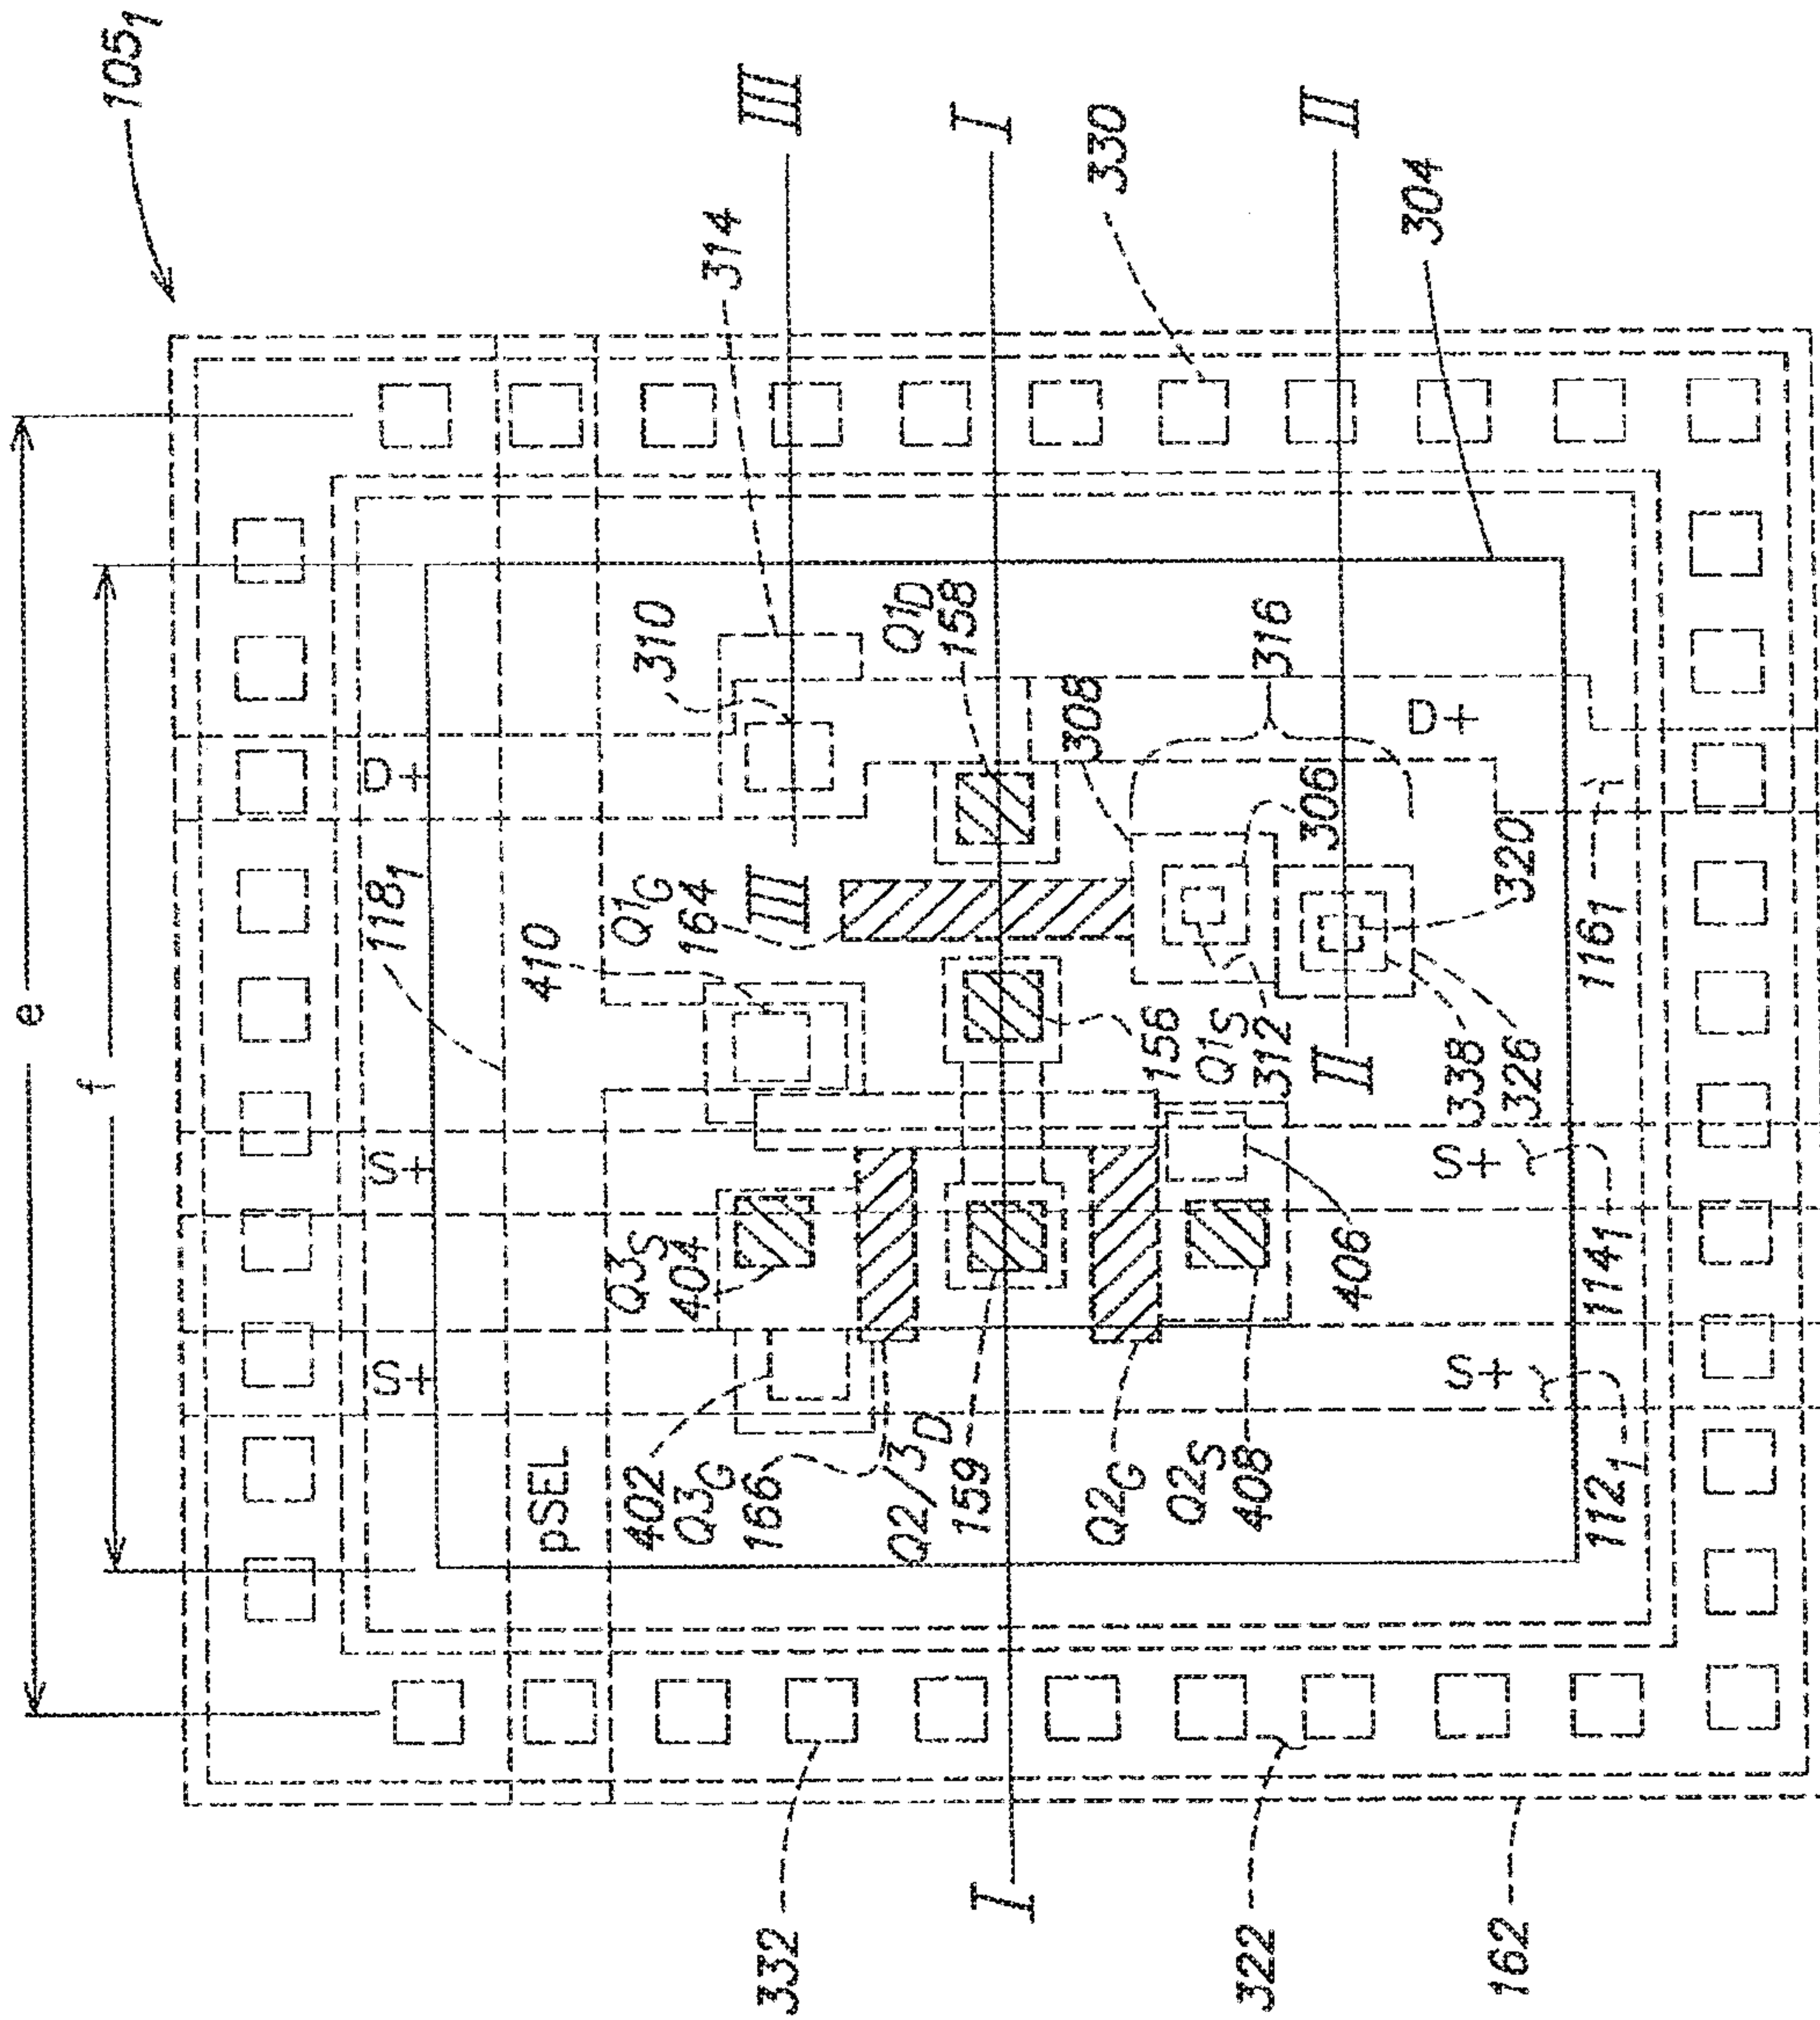 e
f
105₁
S+
S+
D+
118₁
pSEL
410
402
Q3G
166
Q3S
404
Q1G
164
310
314
III
III
332
Q2/3D
159
Q1D
158
I
I
Q2G
308
330
156
Q2S
408
Q1S
312
322
316
306
II
II
406
338
326
320
304
S+
S+
D+
162
112₁
114₁
116₁